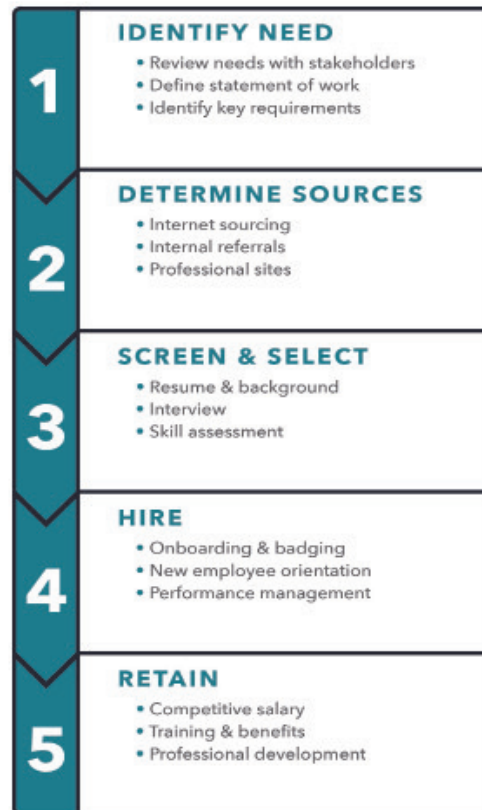 1
IDENTIFY NEED
• Review needs with stakeholders
• Define statement of work
• Identify key requirements
2
DETERMINE SOURCES
• Internet sourcing
• Internal referrals
• Professional sites
3
SCREEN & SELECT
• Resume & background
• Interview
• Skill assessment
4
HIRE
• Onboarding & badging
• New employee orientation
• Performance management
5
RETAIN
• Competitive salary
• Training & benefits
• Professional development